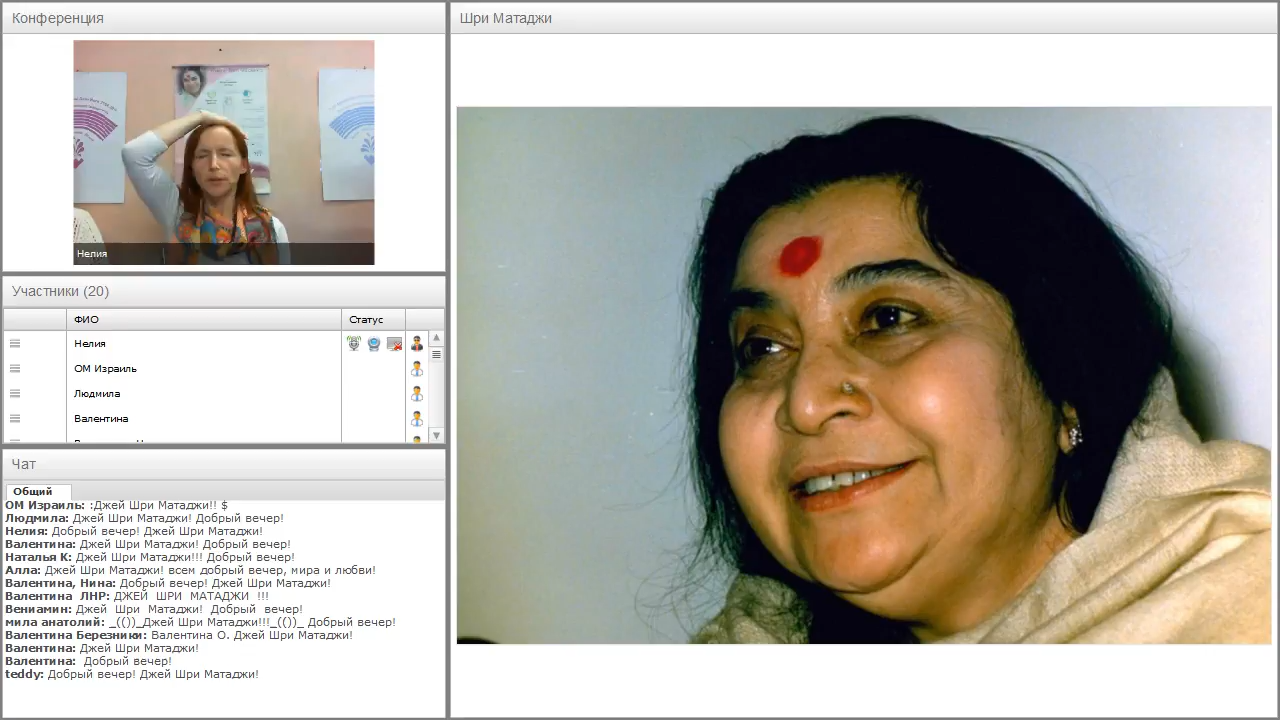 Конференция
Нелия
Участники (20)
ФИО
Статус
Нелия
ОМ Израиль
Людмила
Валентина
Чат
Общий
ОМ Израиль: :Джей Шри Матаджи!! $
Людмила: Джей Шри Матаджи! Добрый вечер!
Нелия: Добрый вечер! Джей Шри Матаджи!
Валентина: Джей Шри Матаджи! Добрый вечер!
Наталья К: Джей Шри Матаджи!!! Добрый вечер!
Алла: Джей Шри Матаджи! всем добрый вечер, мира и любви!
Валентина, Нина: Добрый вечер! Джей Шри Матаджи!
Валентина ЛНР: ДЖЕЙ ШРИ МАТАДЖИ !!!
Вениамин: Джей Шри Матаджи! Добрый вечер!
мила анатолий: _(())_Джей Шри Матаджи!!!_(())_ Добрый вечер!
Валентина Березники: Валентина О. Джей Шри Матаджи!
Валентина: Джей Шри Матаджи!
Валентина: Добрый вечер!
teddy: Добрый вечер! Джей Шри Матаджи!
Шри Матаджи